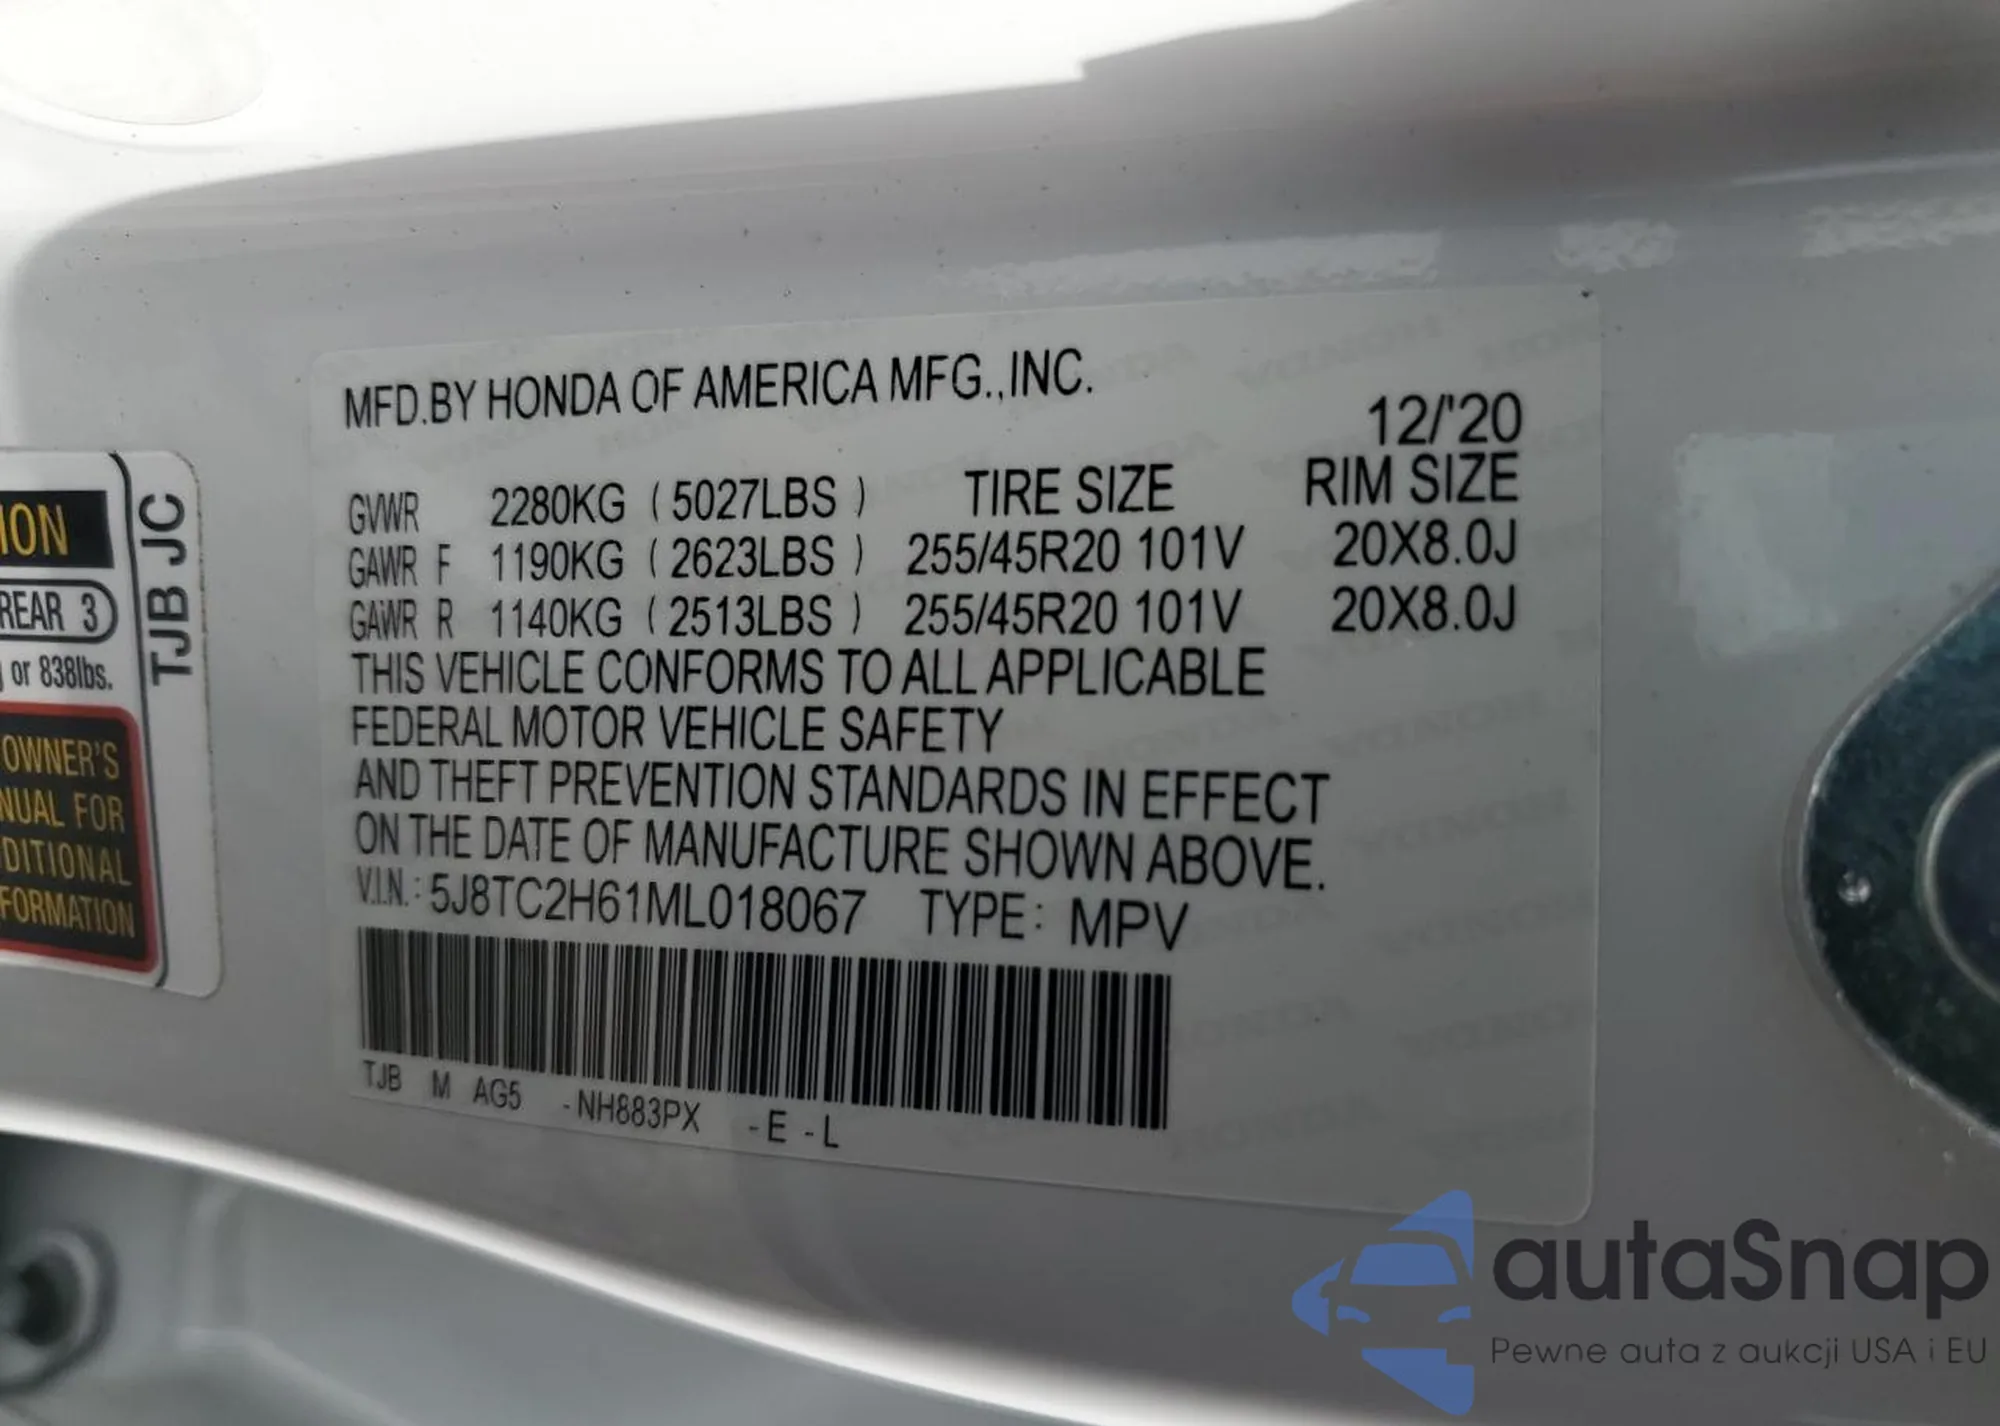 MFD.BY HONDA OF AMERICA MFG.,INC.
12/'20
GVWR 2280KG (5027LBS) TIRE SIZE RIM SIZE
GAWR F 1190KG (2623LBS) 255/45R20 101V 20X8.0J
GAWR R 1140KG (2513LBS) 255/45R20 101V 20X8.0J
THIS VEHICLE CONFORMS TO ALL APPLICABLE
FEDERAL MOTOR VEHICLE SAFETY
AND THEFT PREVENTION STANDARDS IN EFFECT
ON THE DATE OF MANUFACTURE SHOWN ABOVE.
V.I.N.: 5J8TC2H61ML018067 TYPE: MPV
TJB M AG5 -NH883PX -E -L
REAR 3
or 838lbs.
OWNER'S
FOR
TJB JC
autaSnap
Pewne auta z aukcji USA i EU